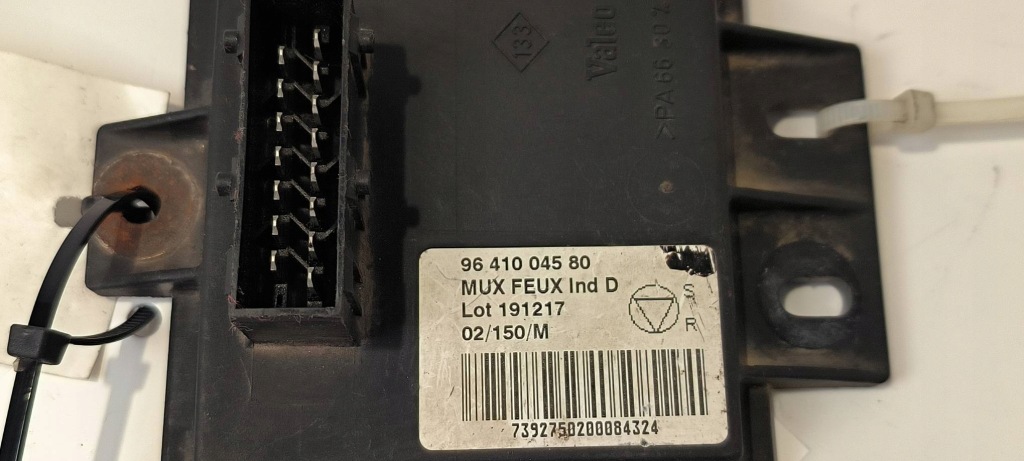 133
Valeo
>PA 66 30 %
96 410 045 80
MUX FEUX Ind D
Lot 191217
02/150/M
S
R
7392750200084324